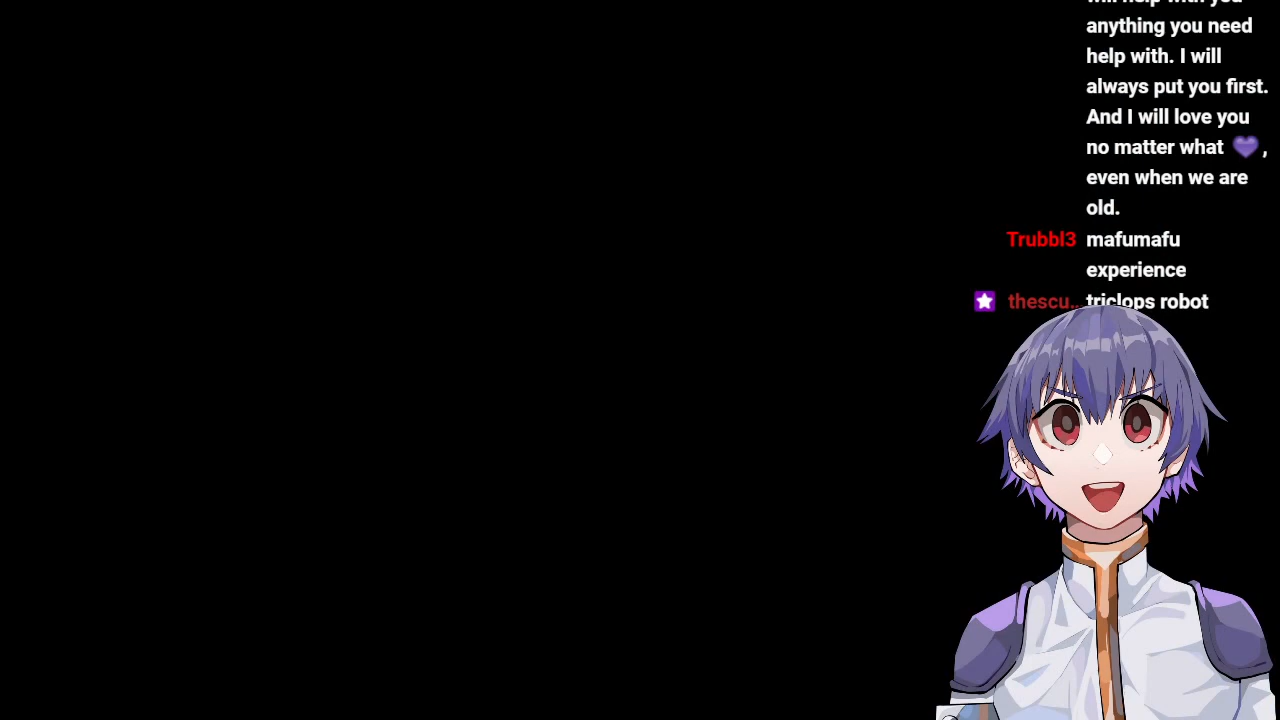 anything you need
help with. I will
always put you first.
And I will love you
no matter what 💜,
even when we are
old.
Trubbl3 mafumafu
experience
thescu… triclops robot